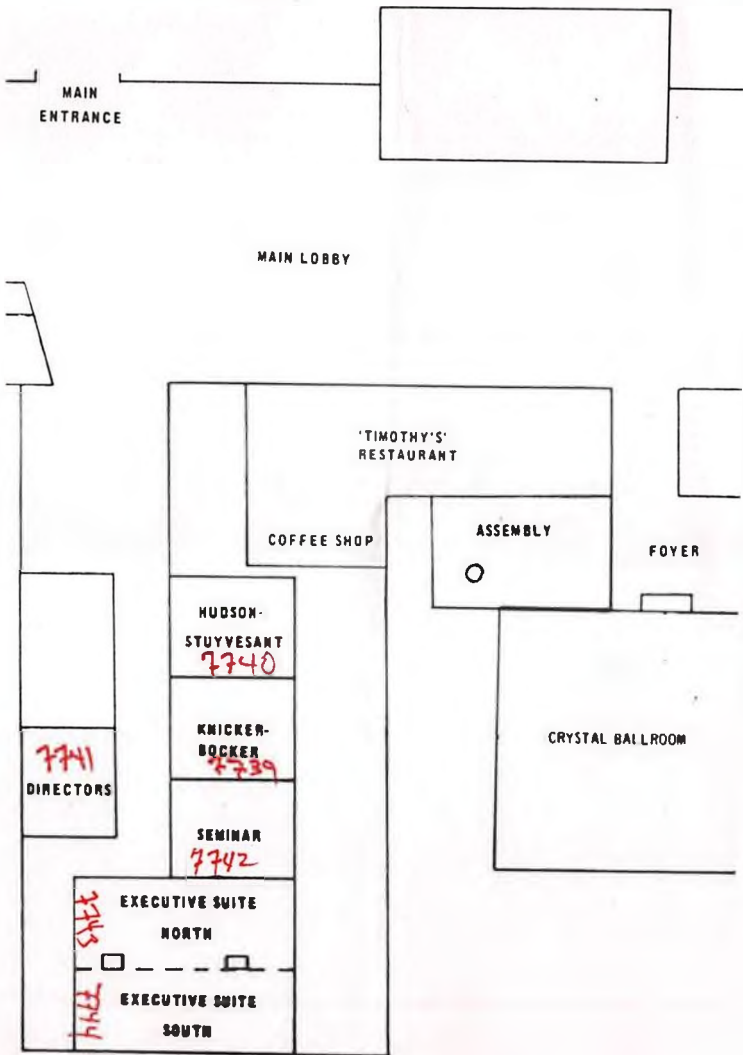 MAIN
ENTRANCE
MAIN LOBBY
'TIMOTHY'S'
RESTAURANT
COFFEE SHOP
ASSEMBLY
FOYER
HUDSON-
STUYVESANT
7740
KNICKER-
BOCKER
7739
CRYSTAL BALLROOM
7741
DIRECTORS
SEMINAR
7742
EXECUTIVE SUITE
NORTH
7744
EXECUTIVE SUITE
SOUTH